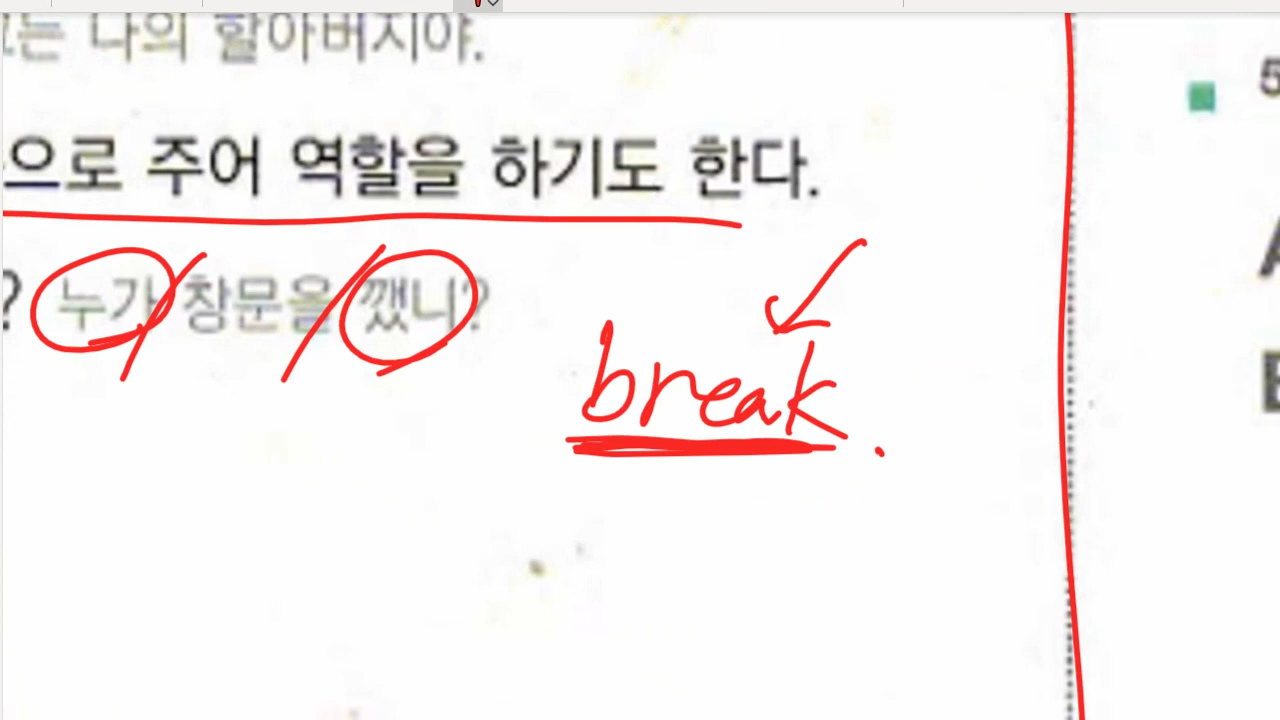 는 나의 할아버지야.
으로 주어 역할을 하기도 한다.
? 누가 창문을 깼니?
break.
5